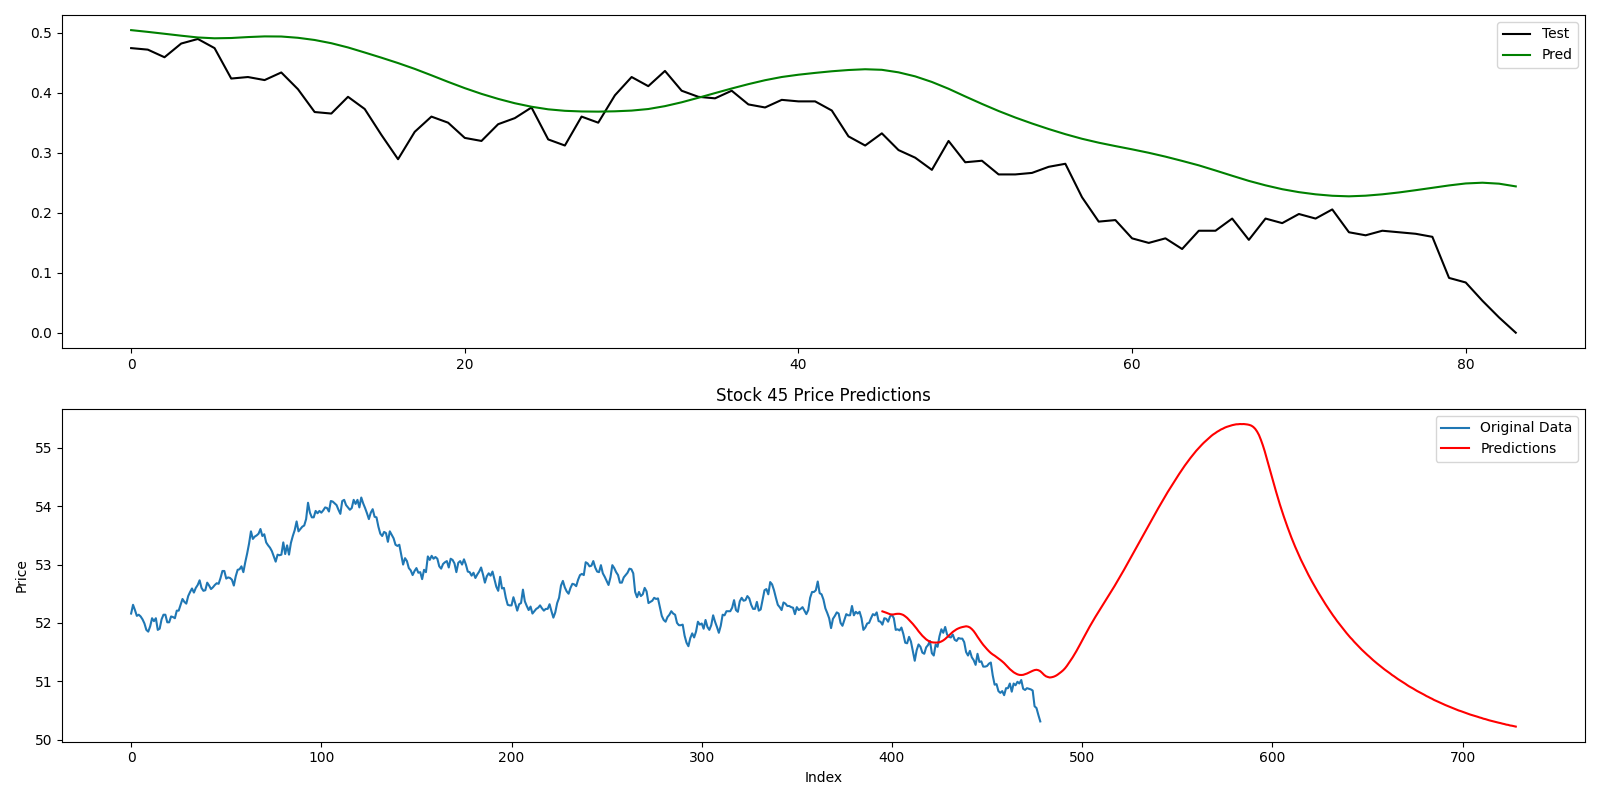 0.5
0.4
0.3
0.2
0.1
0.0
Test
Pred
0 20 40 60 80
Stock 45 Price Predictions
Price
55
54
53
52
51
50
Original Data
Predictions
0 100 200 300 400 500 600 700
Index